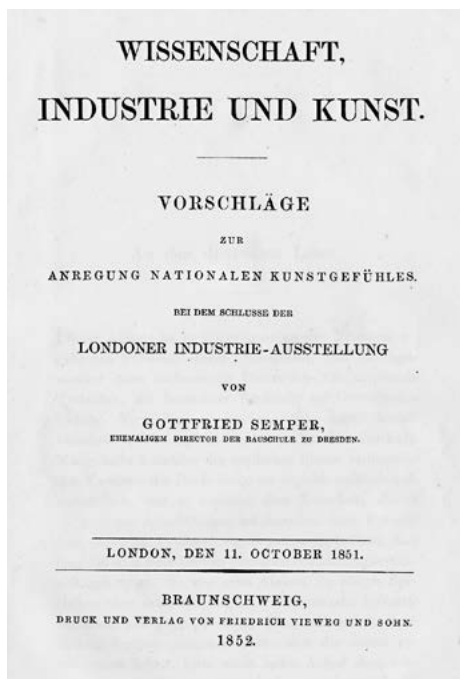 WISSENSCHAFT,
INDUSTRIE UND KUNST.
VORSCHLÄGE
ZUR
ANREGUNG NATIONALEN KUNSTGEFÜHLES.
BEI DEM SCHLUSSE DER
LONDONER INDUSTRIE-AUSSTELLUNG
VON
GOTTFRIED SEMPER,
EHEMALIGEM DIRECTOR DER BAUSCHULE ZU DRESDEN.
LONDON, DEN 11. OCTOBER 1851.
BRAUNSCHWEIG,
DRUCK UND VERLAG VON FRIEDRICH VIEWEG UND SOHN.
1852.